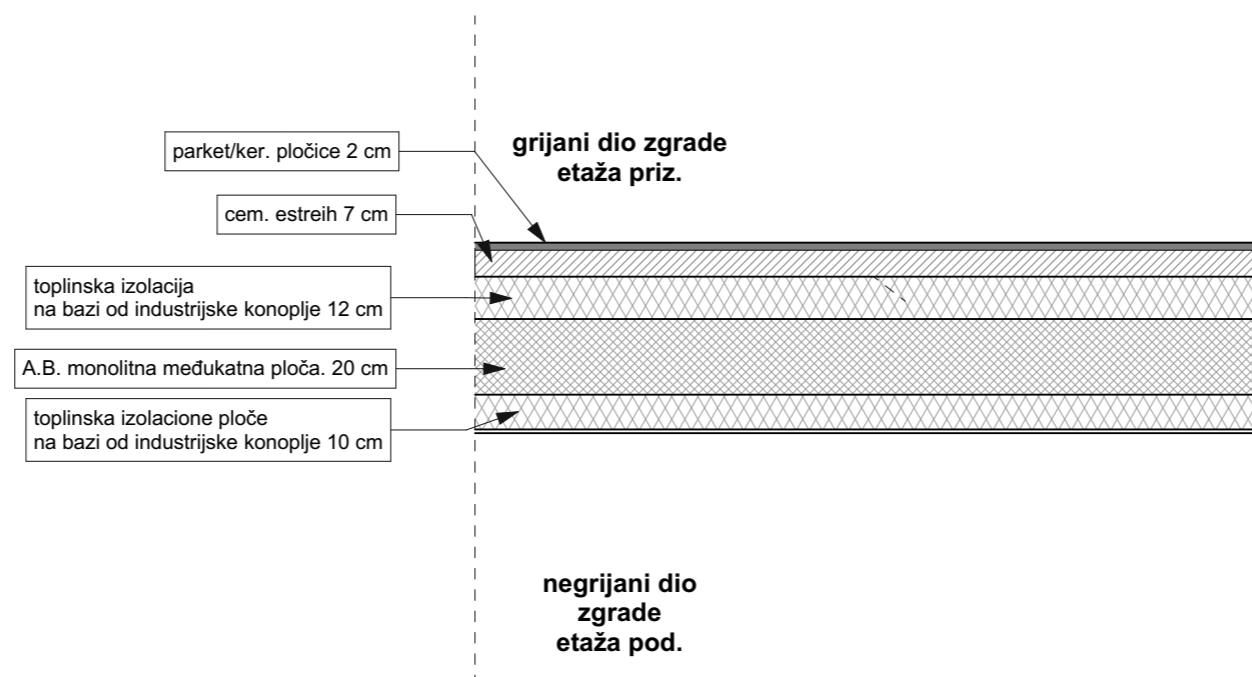 parket/ker. pločice 2 cm
grijani dio zgrade
etaža priz.
cem. estreih 7 cm
toplinska izolacija
na bazi od industrijske konoplje 12 cm
A.B. monolitna međukatna ploča. 20 cm
toplinska izolacione ploče
na bazi od industrijske konoplje 10 cm
negrijani dio
zgrade
etaža pod.